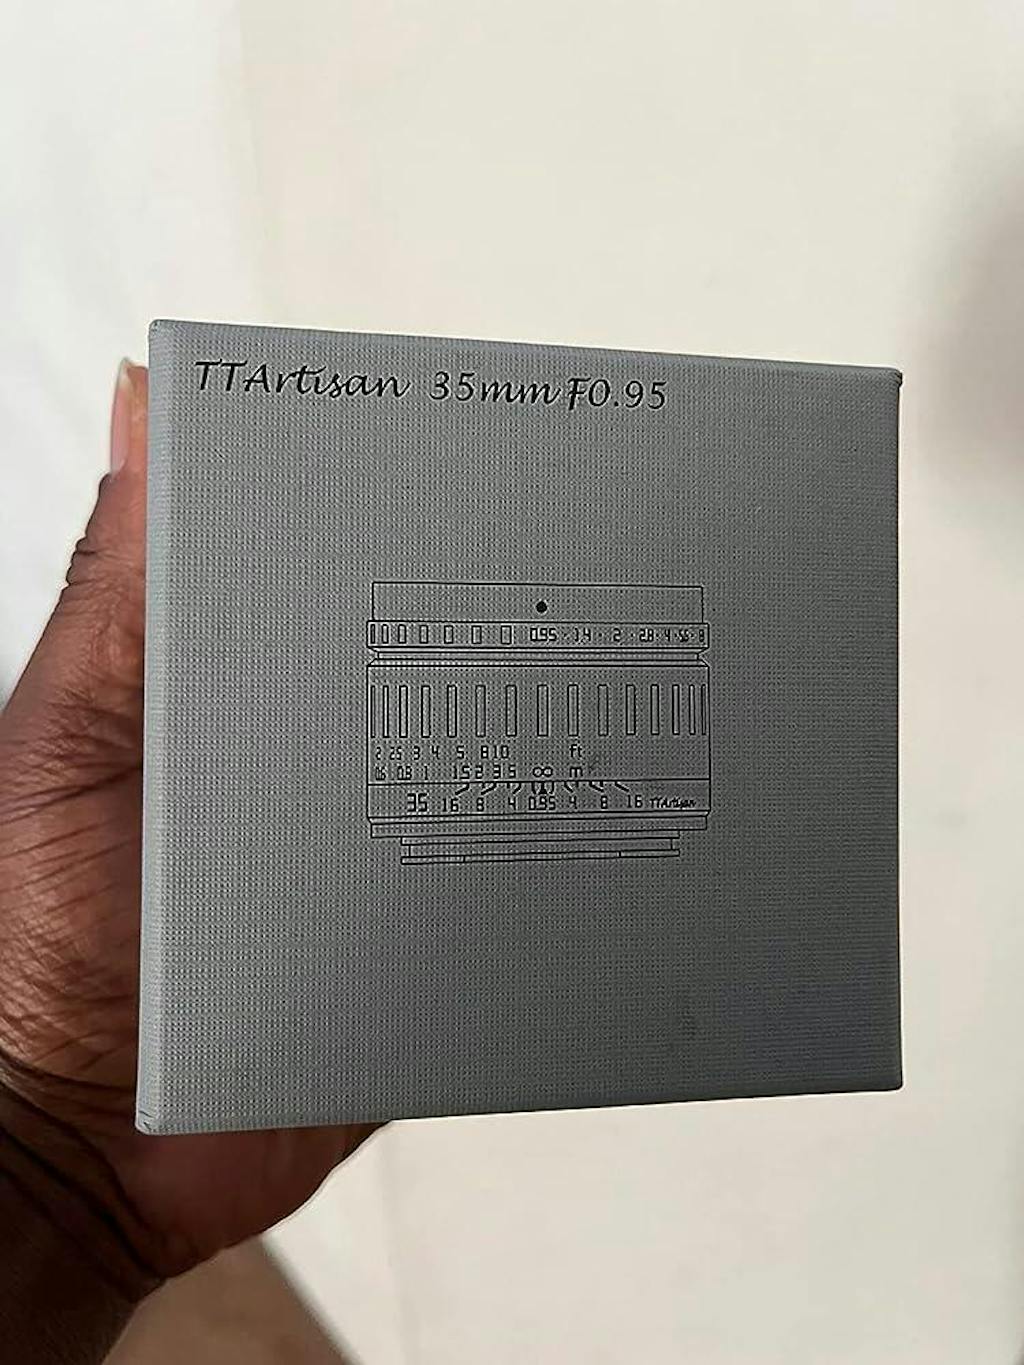 TTArtisan 35mm F0.95
0.95 · 1.4 · 2 · 2.8 · 4 · 5.6 · 8
2 2.5 3 4 5 8 10 ft
0.6 0.8 1 1.5 2 3 5 ∞ m
35 16 8 4 0.95 4 8 16 TTArtisan